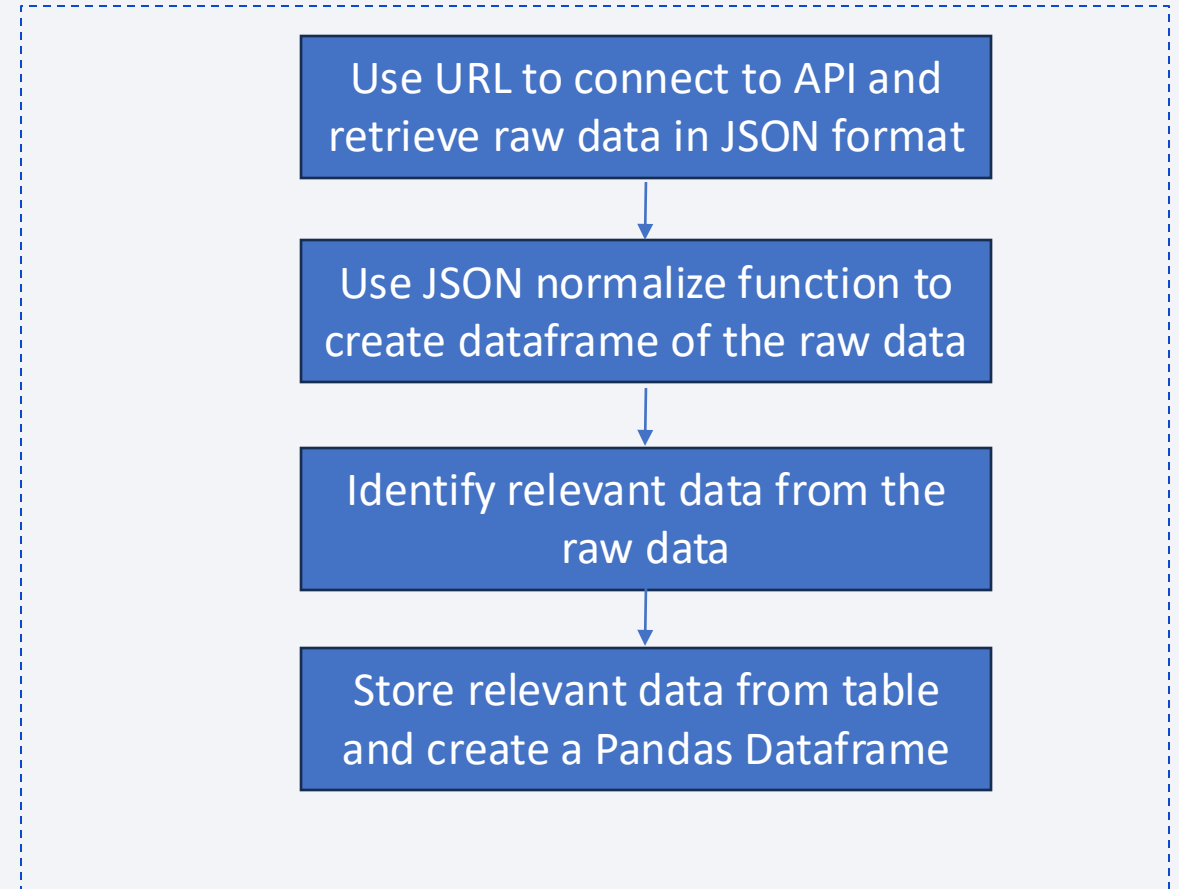 Use URL to connect to API and
retrieve raw data in JSON format
Use JSON normalize function to
create dataframe of the raw data
Identify relevant data from the
raw data
Store relevant data from table
and create a Pandas Dataframe